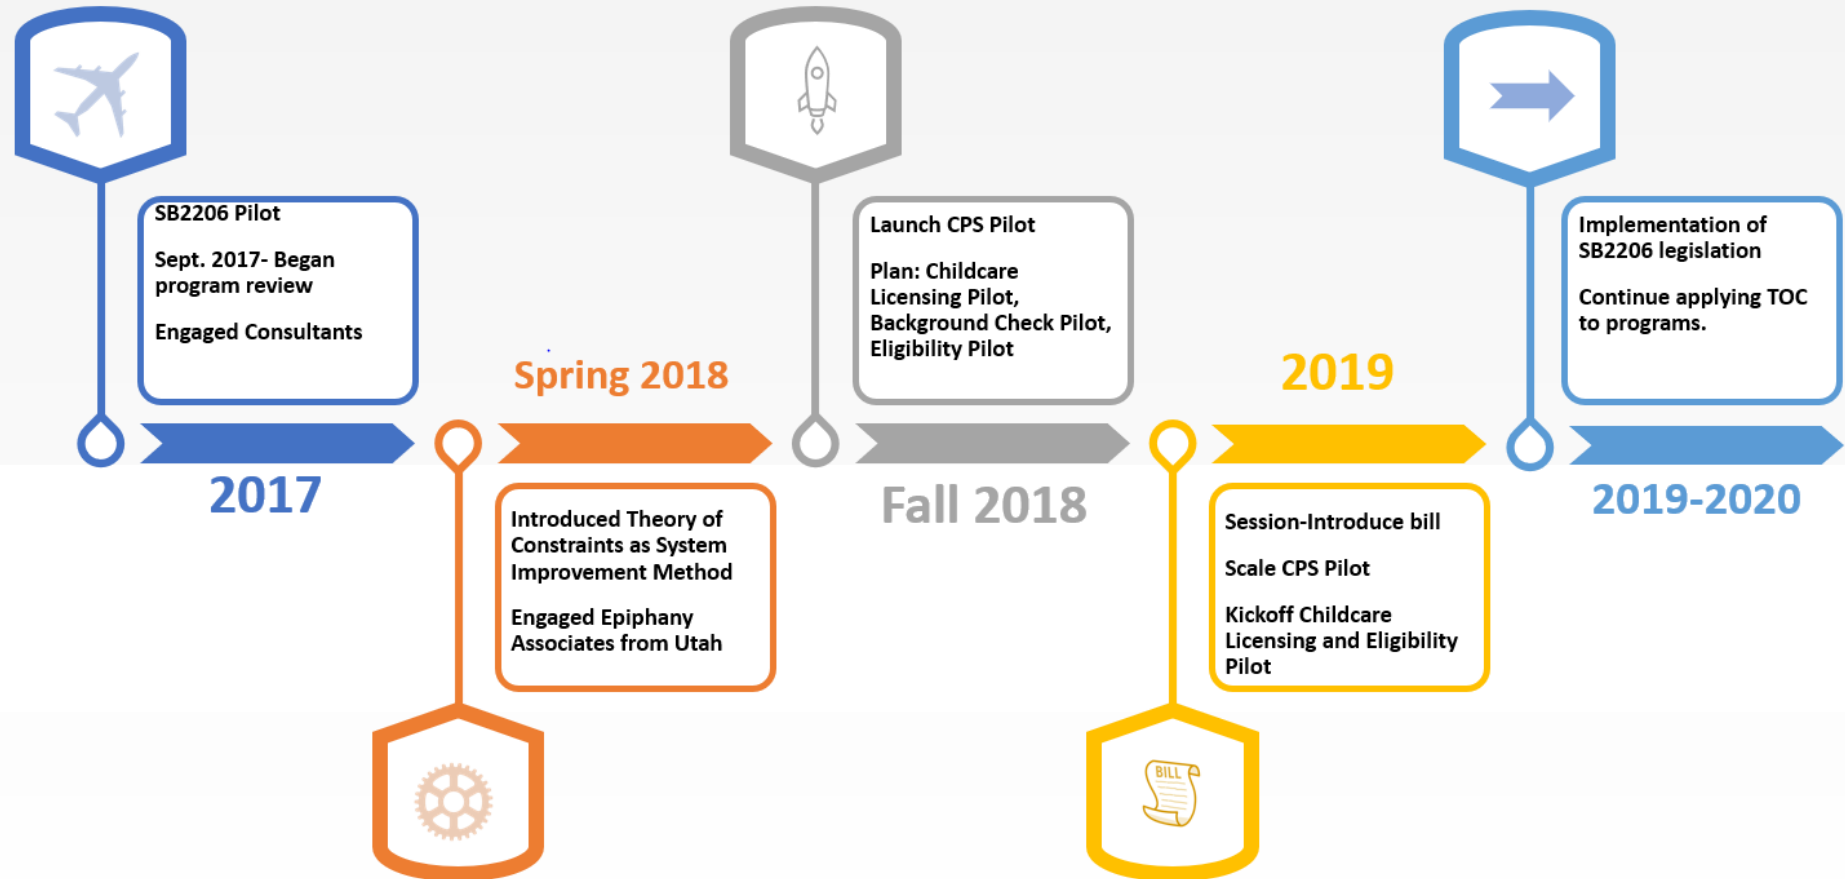 SB2206 Pilot
Sept. 2017- Began
program review
Engaged Consultants
2017
Spring 2018
Introduced Theory of
Constraints as System
Improvement Method
Engaged Epiphany
Associates from Utah
Launch CPS Pilot
Plan: Childcare
Licensing Pilot,
Background Check Pilot,
Eligibility Pilot
Fall 2018
2019
Session-Introduce bill
Scale CPS Pilot
Kickoff Childcare
Licensing and Eligibility
Pilot
BILL
Implementation of
SB2206 legislation
Continue applying TOC
to programs.
2019-2020